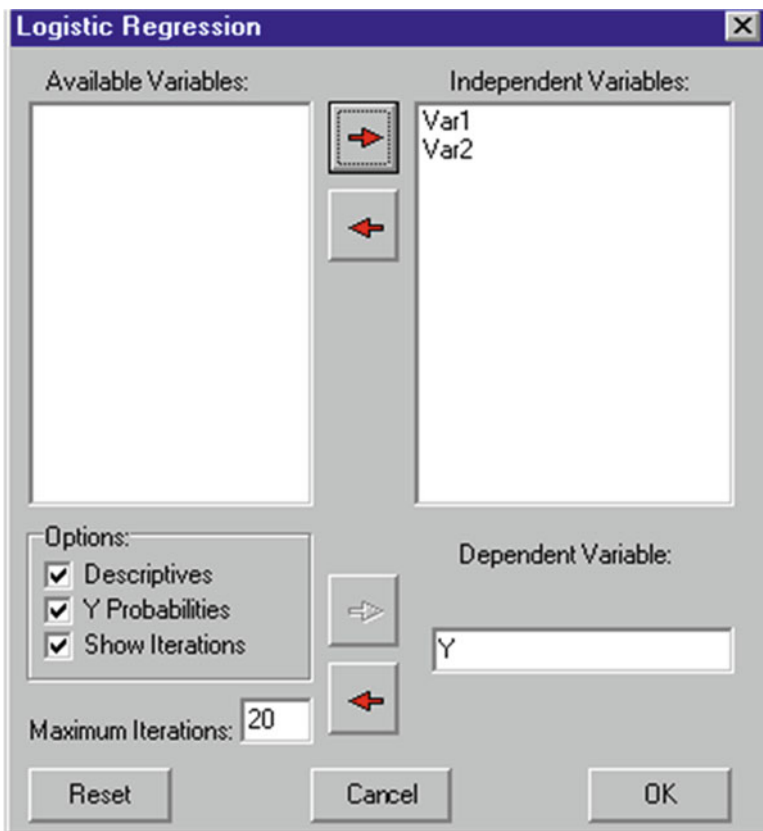 Logistic Regression
Available Variables:
Independent Variables:
Var1
Var2
Options:
Descriptives
Y Probabilities
Show Iterations
Dependent Variable:
Y
Maximum Iterations: 20
Reset
Cancel
OK